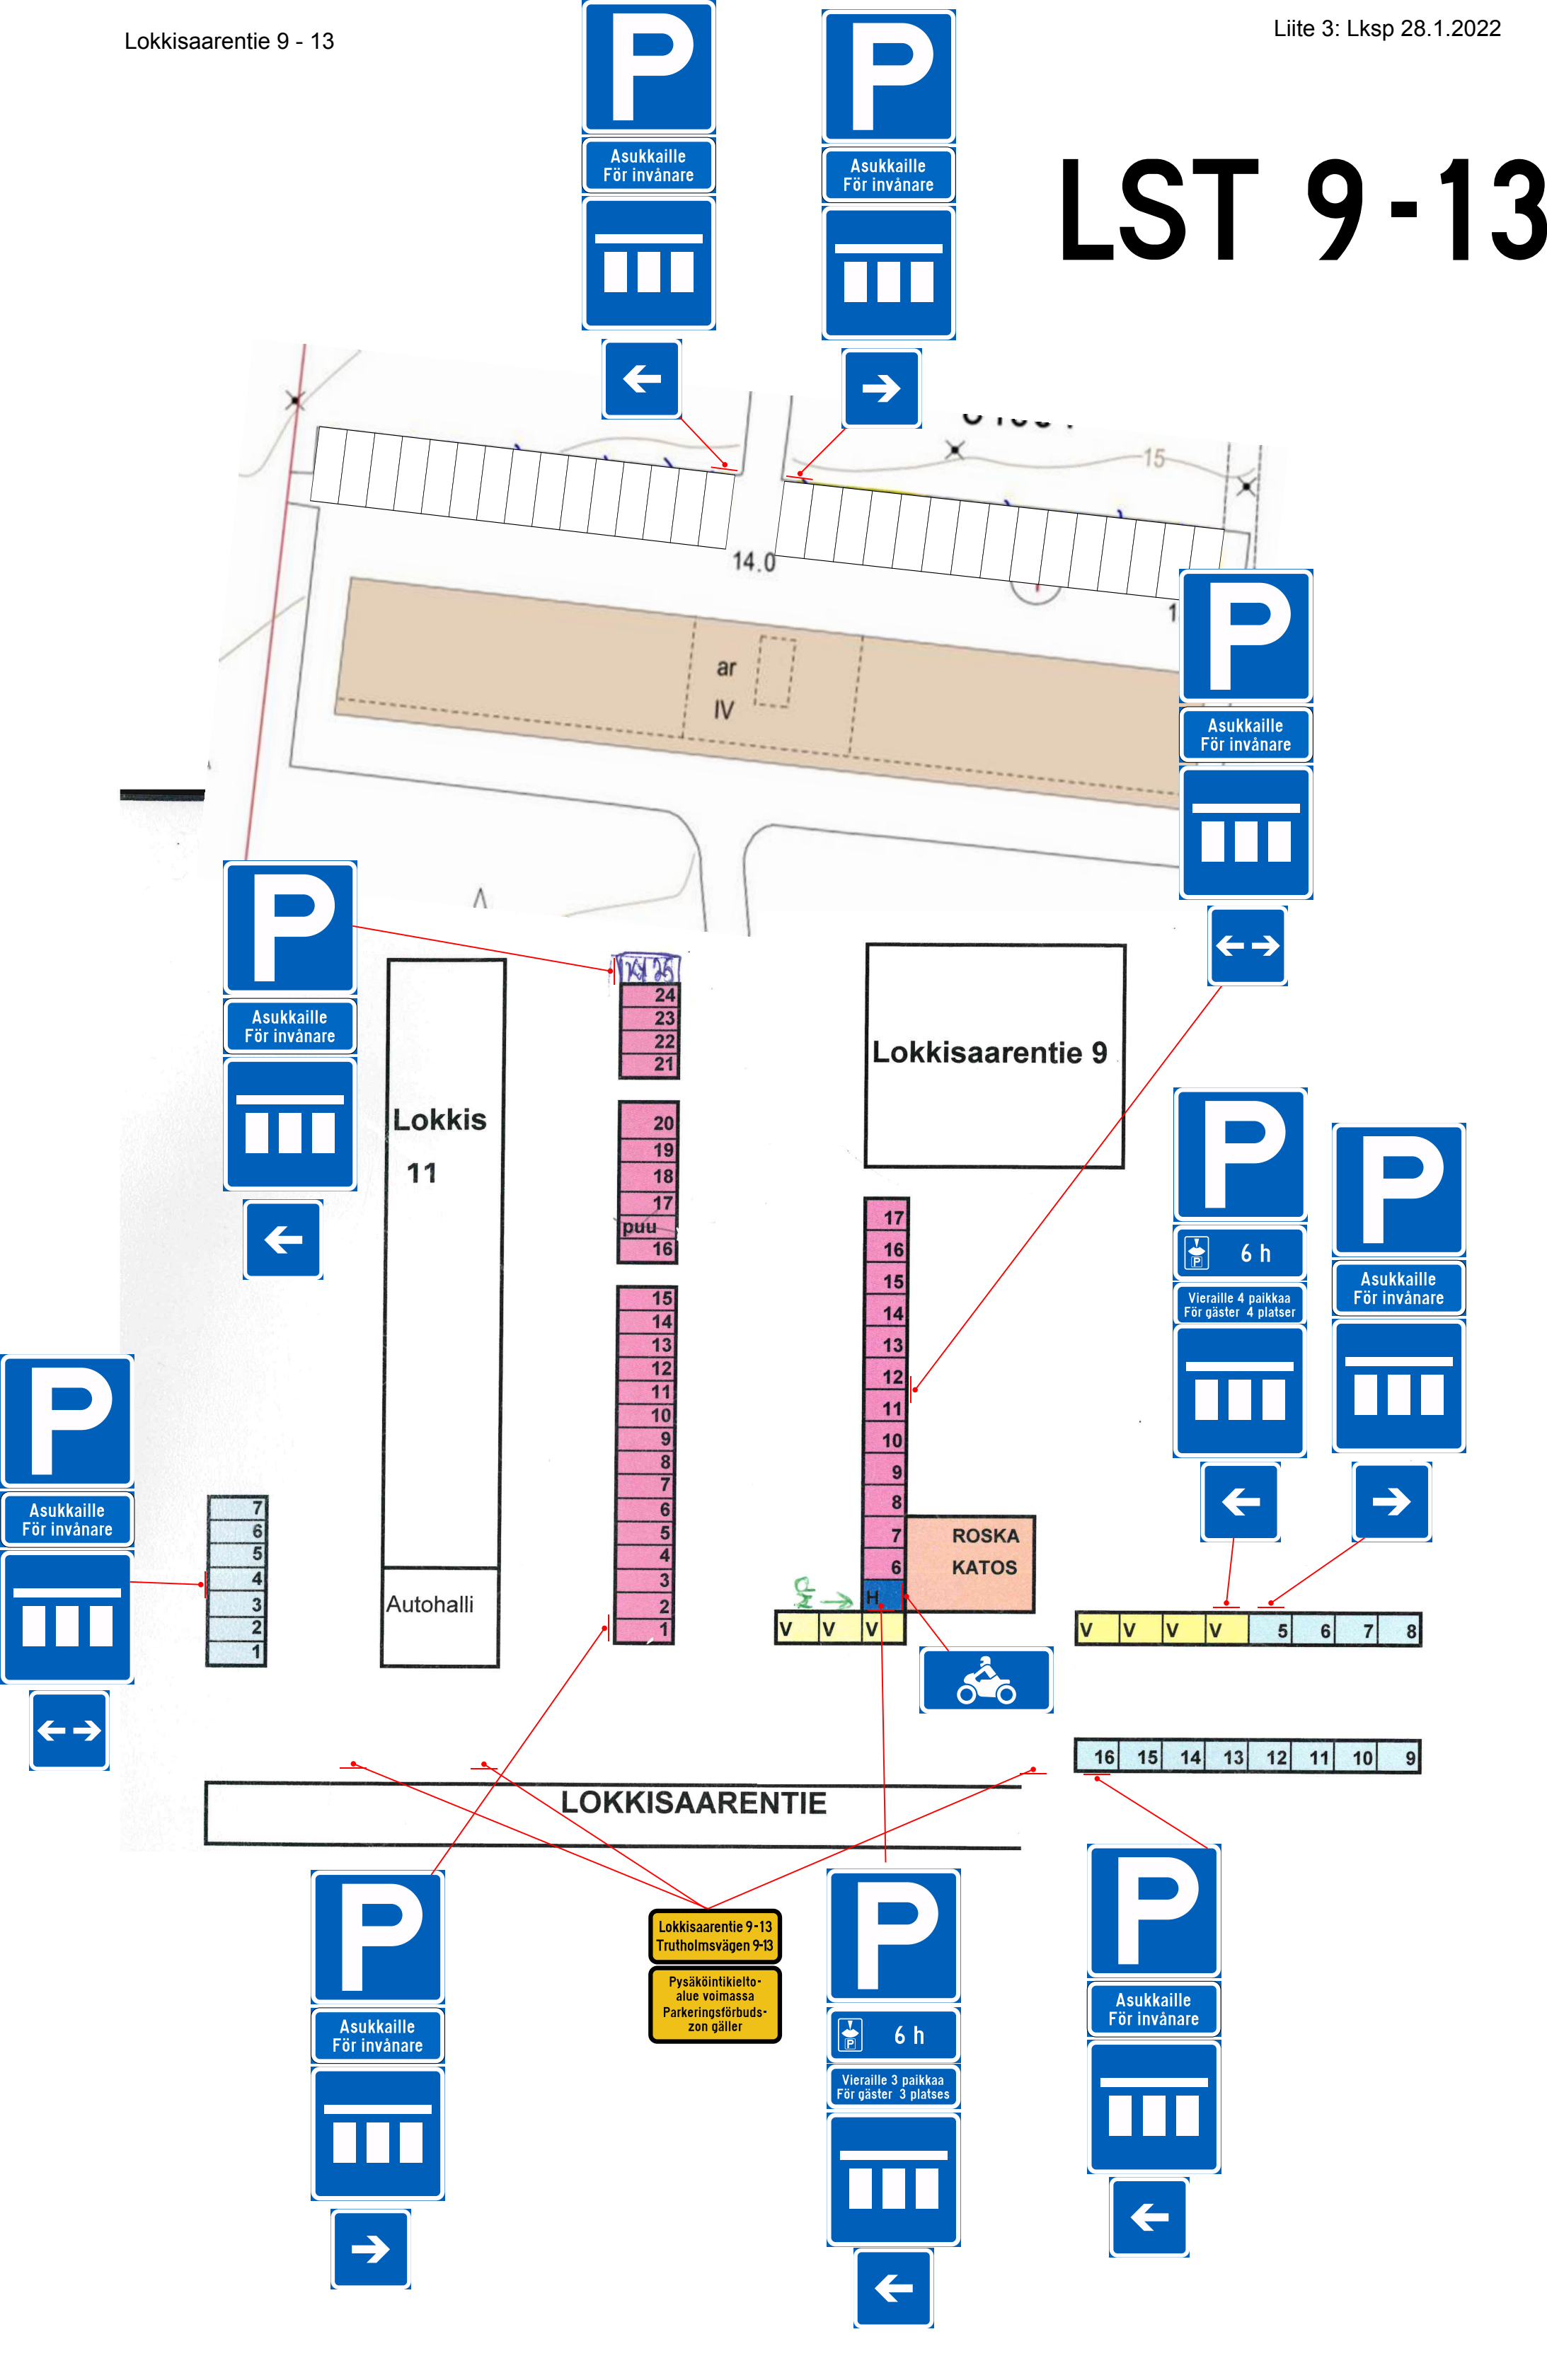 Lokkisaarentie 9 - 13
Liite 3: Lksp 28.1.2022
P
Asukkaille
För invånare
P
Asukkaille
För invånare
LST 9-13
15
14.0
ar
IV
P
Asukkaille
För invånare
P
Asukkaille
För invånare
25
24
23
22
21
20
19
18
17
puu
16
15
14
13
12
11
10
9
8
7
6
5
4
3
2
1
Lokkis
11
Autohalli
Lokkisaarentie 9
17
16
15
14
13
12
11
10
9
8
7
6
H
V V V
ROSKA
KATOS
P
P 6 h
Vieraille 4 paikkaa
För gäster 4 platser
P
Asukkaille
För invånare
P
Asukkaille
För invånare
7
6
5
4
3
2
1
V V V V 5 6 7 8
16 15 14 13 12 11 10 9
LOKKISAARENTIE
P
Asukkaille
För invånare
Lokkisaarentie 9-13
Trutholmsvägen 9-13
Pysäköintikielto-
alue voimassa
Parkeringsförbuds-
zon gäller
P
P 6 h
Vieraille 3 paikkaa
För gäster 3 platses
P
Asukkaille
För invånare